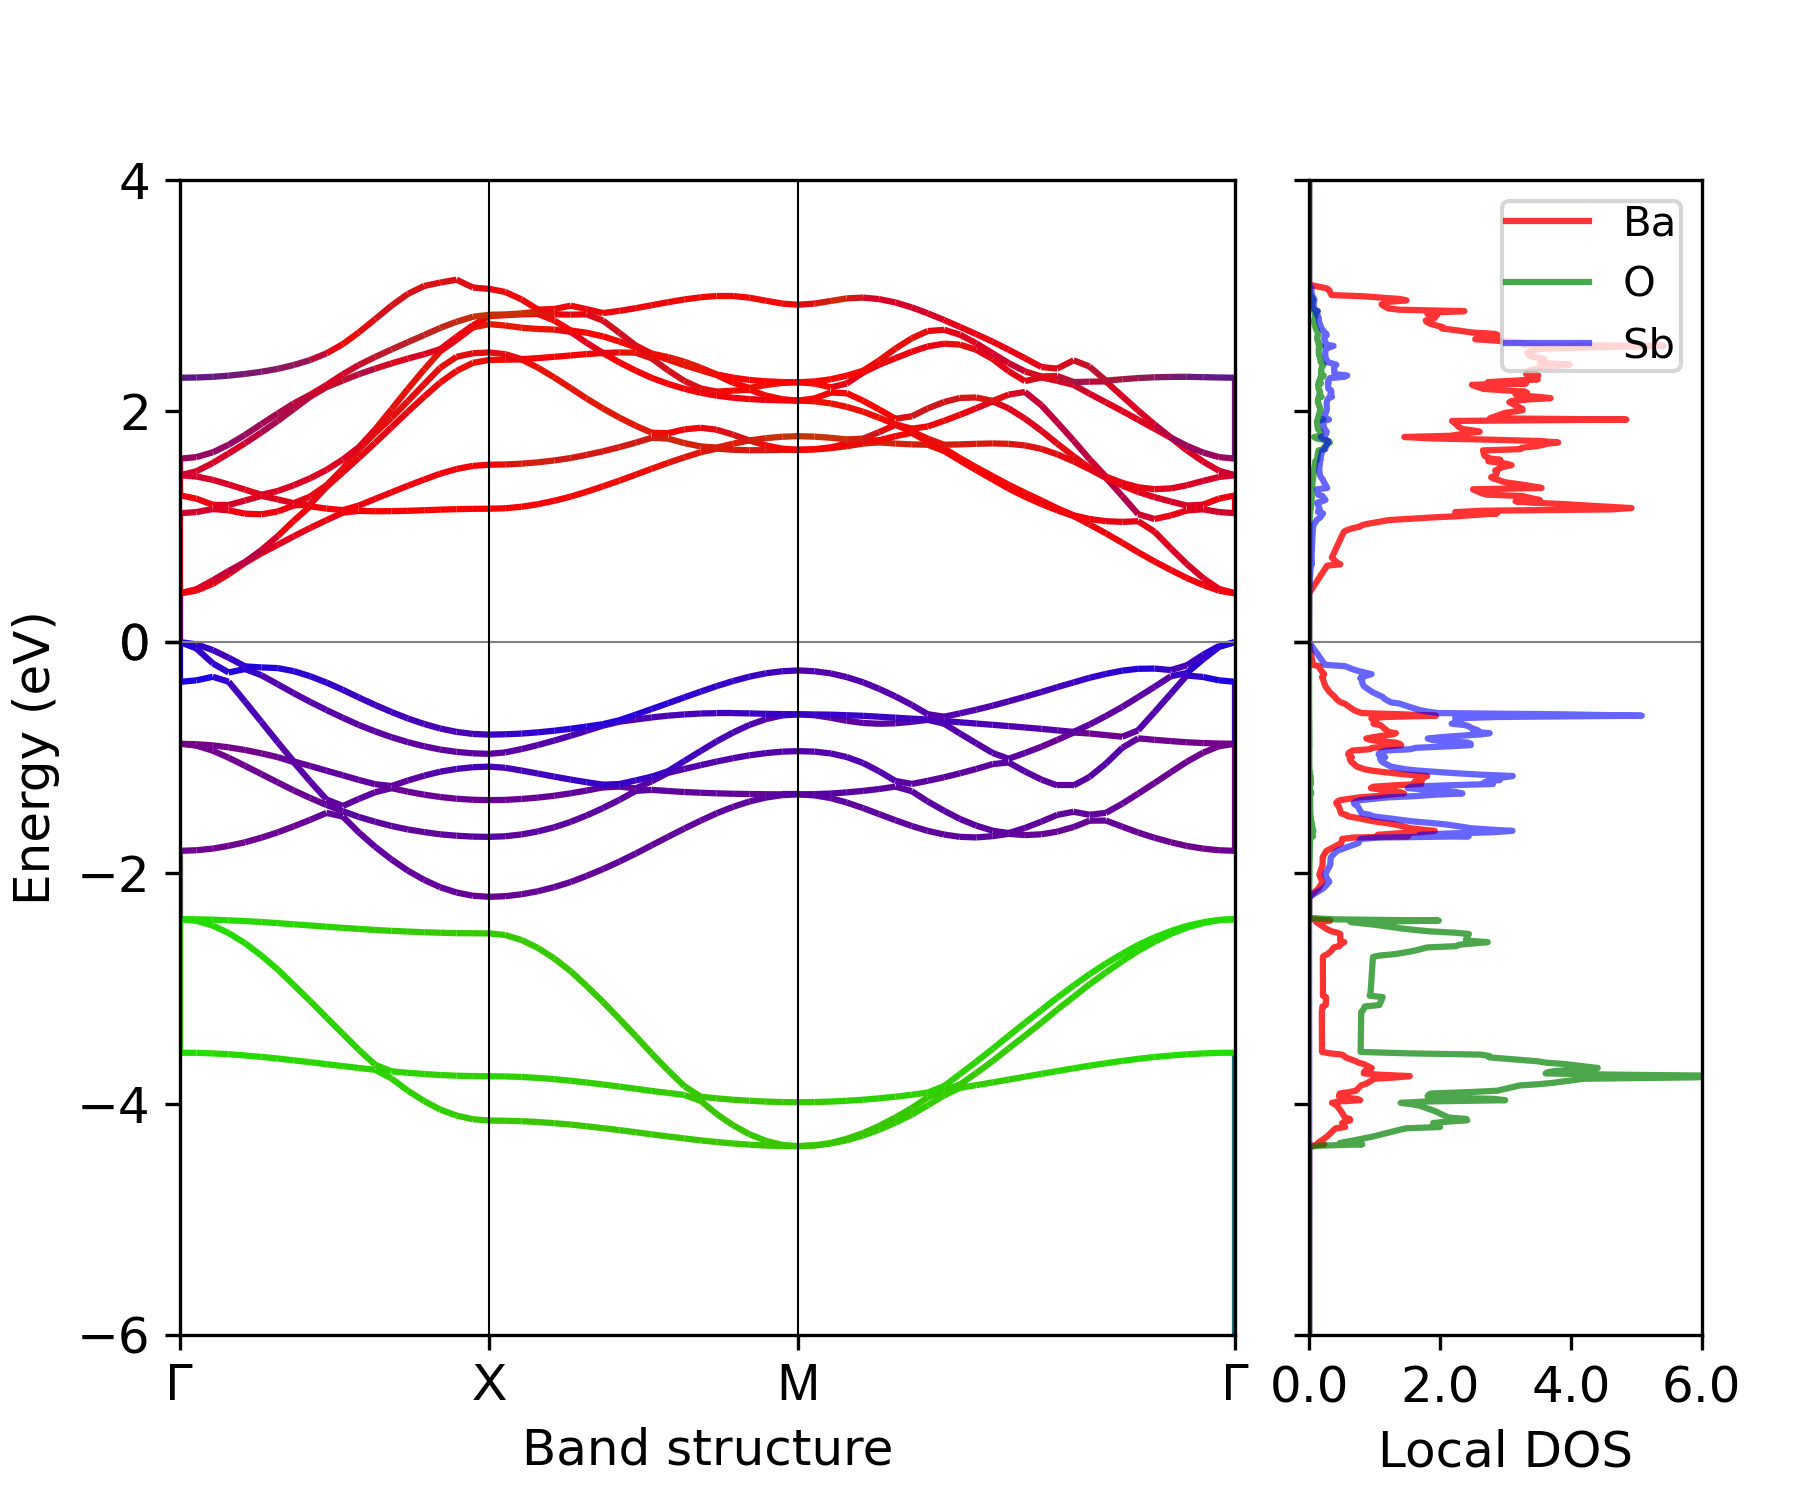 4
2
0
−2
−4
−6
Energy (eV)
Γ X M Γ
Band structure
Ba
O
Sb
0.0 2.0 4.0 6.0
Local DOS